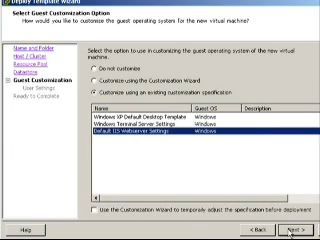 Deploy Template Wizard
Select Guest Customization Option
How would you like to customize the guest operating system for the new virtual machine?
Name and Folder
Host / Cluster
Resource Pool
Datastore
Guest Customization
User Settings
Ready to Complete
Select the option to use in customizing the guest operating system of the new virtual
machine.
Do not customize
Customize using the Customization Wizard
Customize using an existing customization specification
Name Guest OS Description
Windows XP Default Desktop Template Windows
Windows Terminal Server Settings Windows
Default IIS Webserver Settings Windows
Use the Customization Wizard to temporarily adjust the specification before deployment
Help < Back Next >